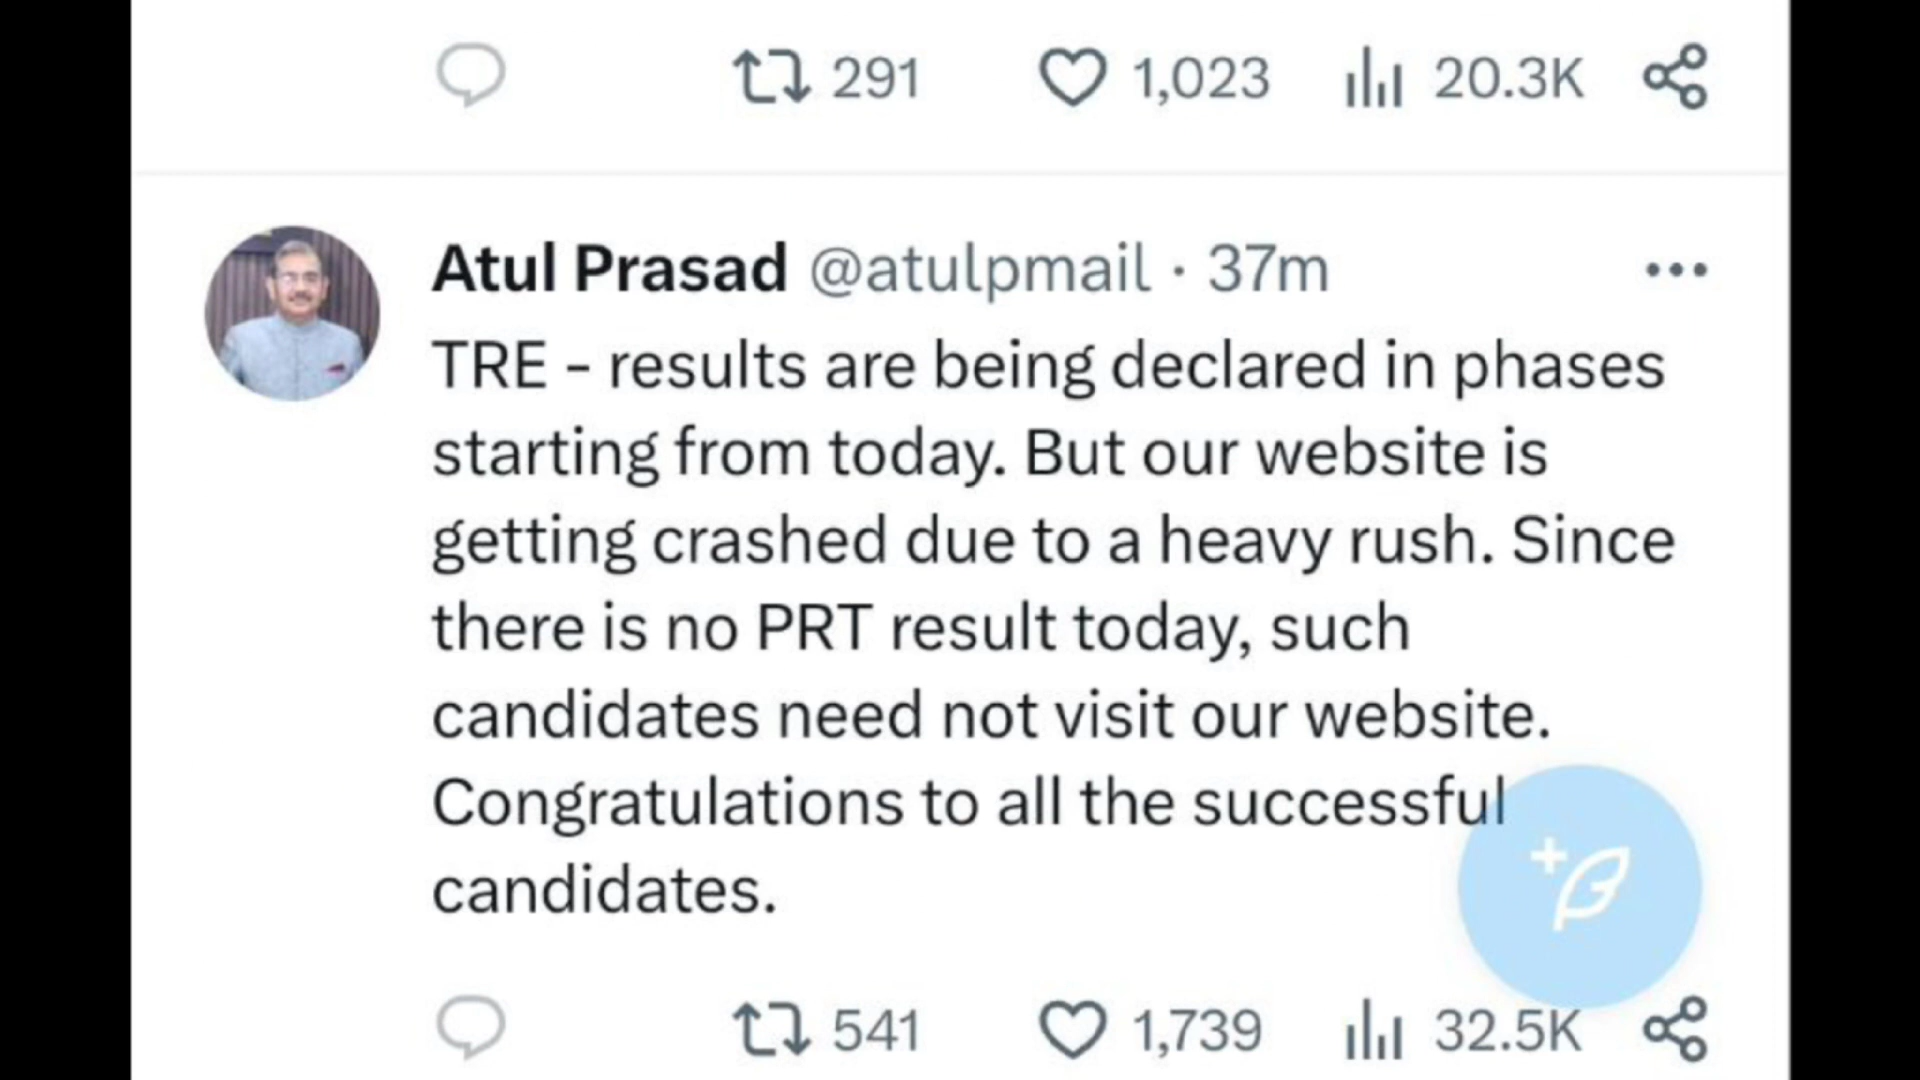 291 1,023 20.3K
Atul Prasad @atulpmail · 37m
TRE - results are being declared in phases
starting from today. But our website is
getting crashed due to a heavy rush. Since
there is no PRT result today, such
candidates need not visit our website.
Congratulations to all the successful
candidates.
541 1,739 32.5K